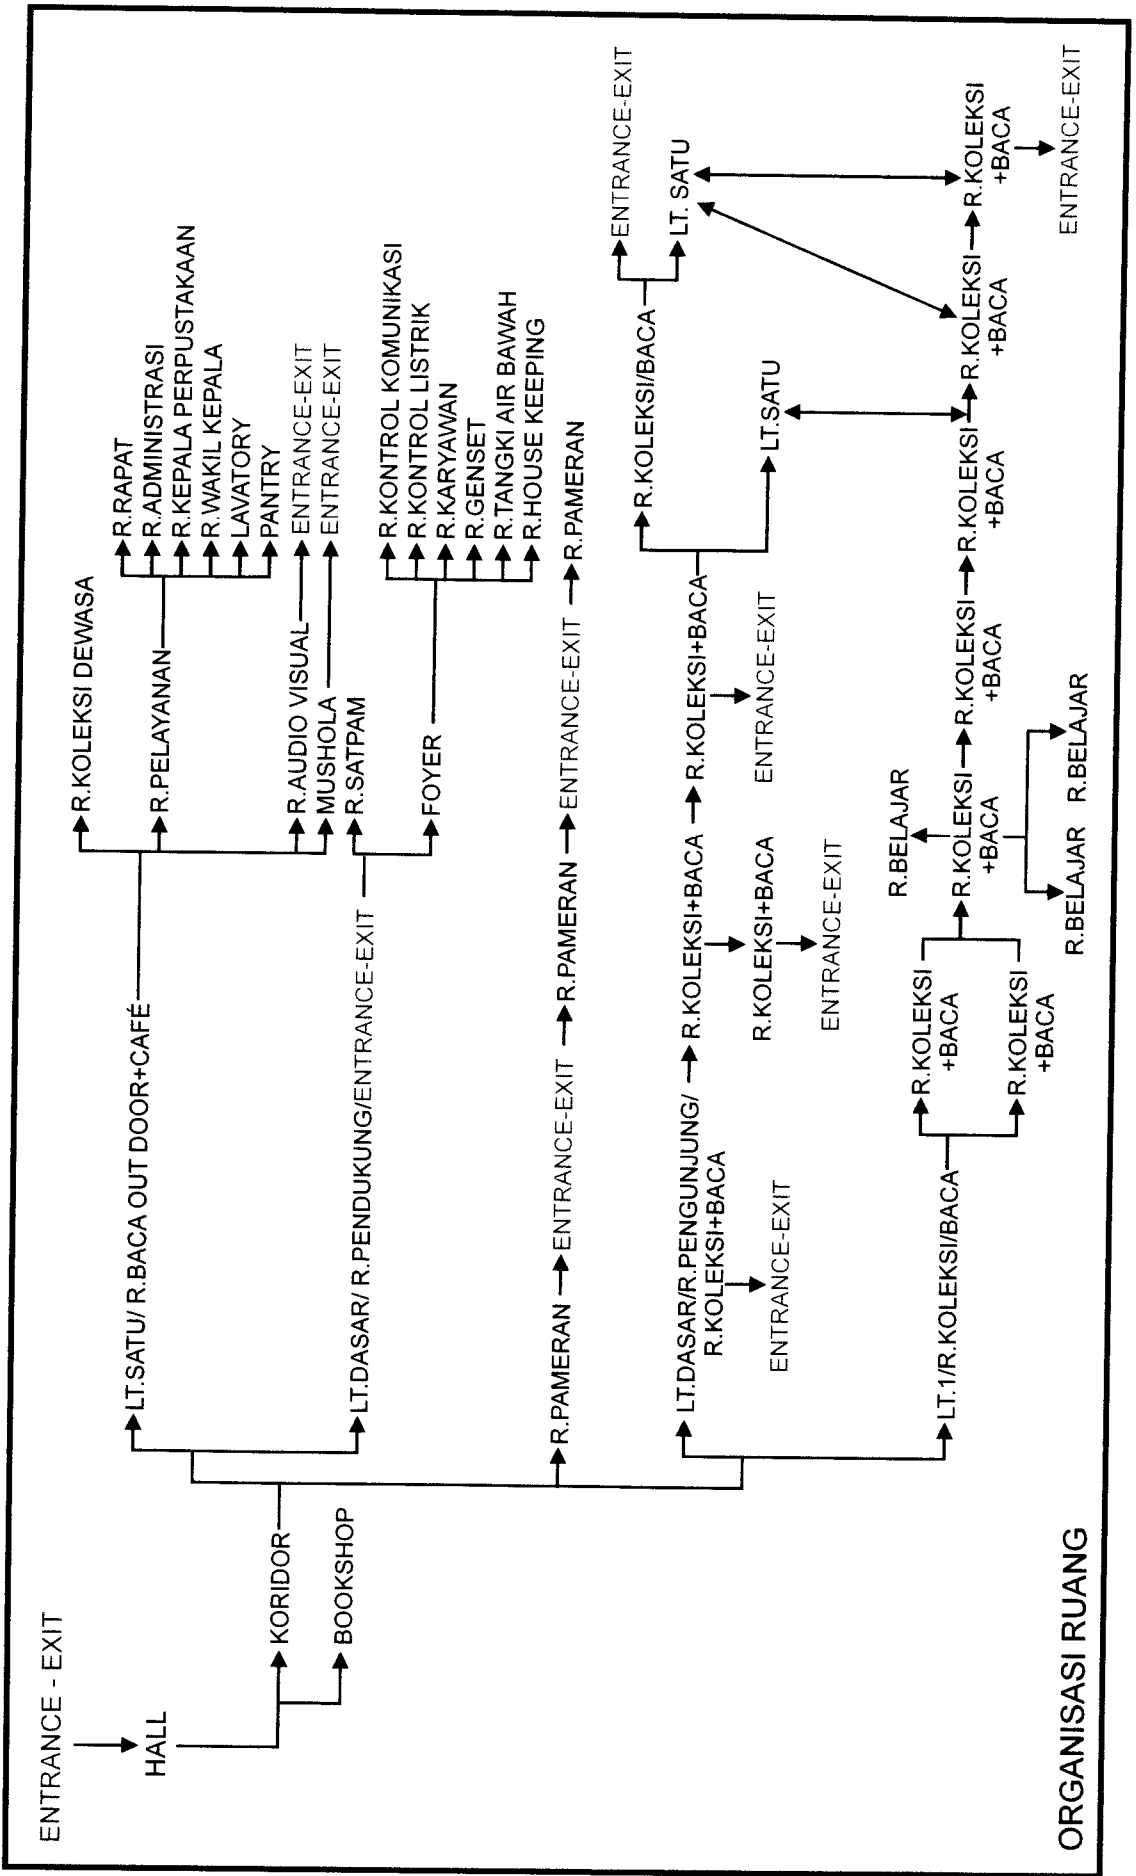 ENTRANCE - EXIT
HALL
KORIDOR
BOOKSHOP
LT.SATU/ R.BACA OUT DOOR+CAFÉ
R.KOLEKSI DEWASA
R.PELAYANAN
R.RAPAT
R.ADMINISTRASI
R.KEPALA PERPUSTAKAAN
R.WAKIL KEPALA
LAVATORY
PANTRY
R.AUDIO VISUAL
ENTRANCE-EXIT
MUSHOLA
ENTRANCE-EXIT
LT.DASAR/ R.PENDUKUNG/ENTRANCE-EXIT
R.SATPAM
FOYER
R.KONTROL KOMUNIKASI
R.KONTROL LISTRIK
R.KARYAWAN
R.GENSET
R.TANGKI AIR BAWAH
R.HOUSE KEEPING
R.PAMERAN
ENTRANCE-EXIT
R.PAMERAN
ENTRANCE-EXIT
R.PAMERAN
LT.DASAR/R.PENGUNJUNG/
R.KOLEKSI+BACA
ENTRANCE-EXIT
R.KOLEKSI+BACA
R.KOLEKSI+BACA
ENTRANCE-EXIT
R.KOLEKSI+BACA
ENTRANCE-EXIT
R.KOLEKSI/BACA
ENTRANCE-EXIT
LT. SATU
LT.SATU
LT.1/R.KOLEKSI/BACA
R.KOLEKSI
+BACA
R.KOLEKSI
+BACA
R.BELAJAR
R.KOLEKSI
+BACA
R.BELAJAR
R.BELAJAR
R.KOLEKSI
+BACA
R.KOLEKSI
+BACA
R.KOLEKSI
+BACA
R.KOLEKSI
+BACA
ENTRANCE-EXIT
ORGANISASI RUANG